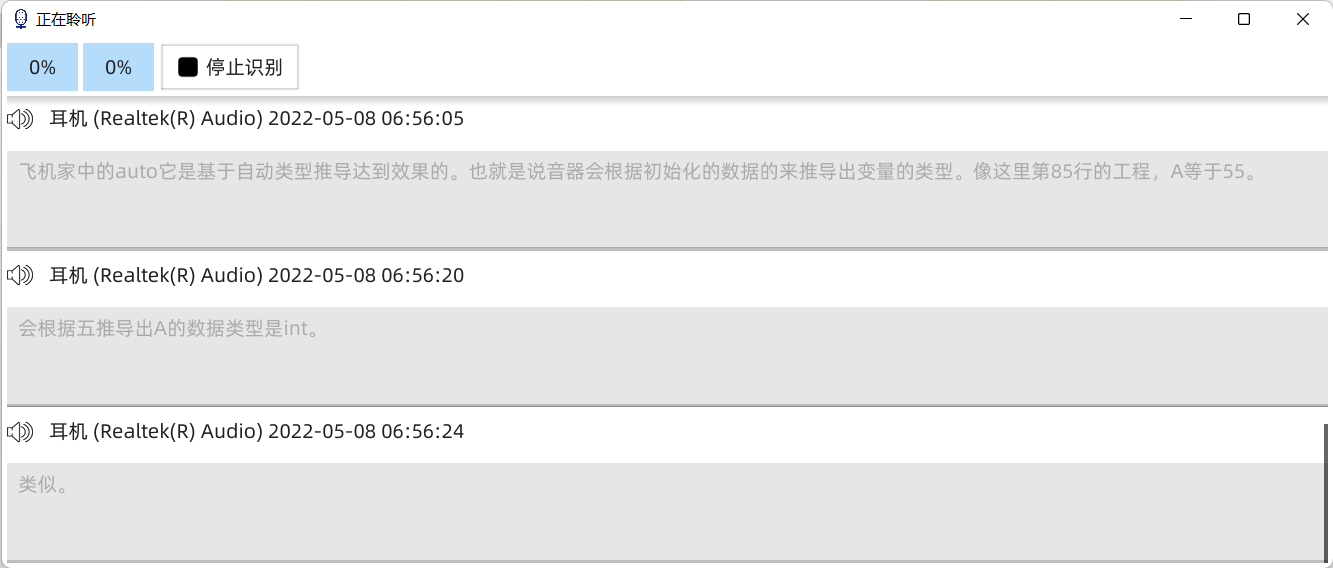 正在聆听
0% 0% 停止识别
耳机 (Realtek(R) Audio) 2022-05-08 06:56:05
飞机家中的auto它是基于自动类型推导达到效果的。也就是说音器会根据初始化的数据的来推导出变量的类型。像这里第85行的工程，A等于55。
耳机 (Realtek(R) Audio) 2022-05-08 06:56:20
会根据五推导出A的数据类型是int。
耳机 (Realtek(R) Audio) 2022-05-08 06:56:24
类似。